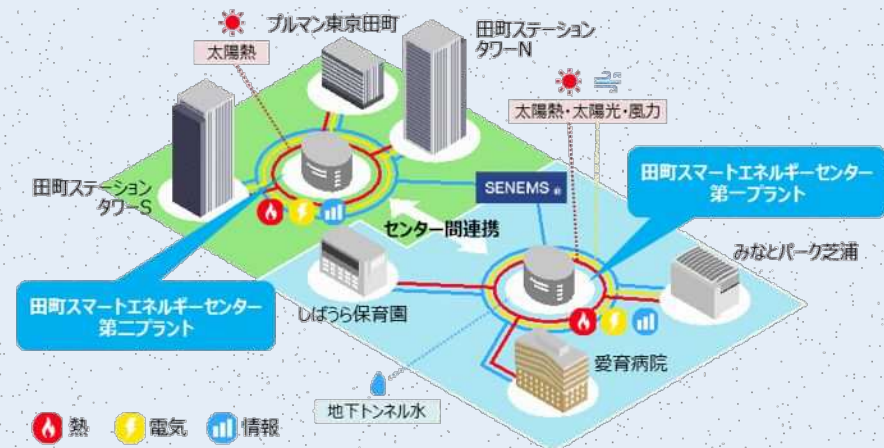 プルマン東京田町
田町ステーション
タワーN
太陽熱
太陽熱・太陽光・風力
田町ステーション
タワーS
SENEMS
田町スマートエネルギーセンター
第一プラント
センター間連携
みなとパーク芝浦
田町スマートエネルギーセンター
第二プラント
しばうら保育園
愛育病院
地下トンネル水
熱
電気
情報